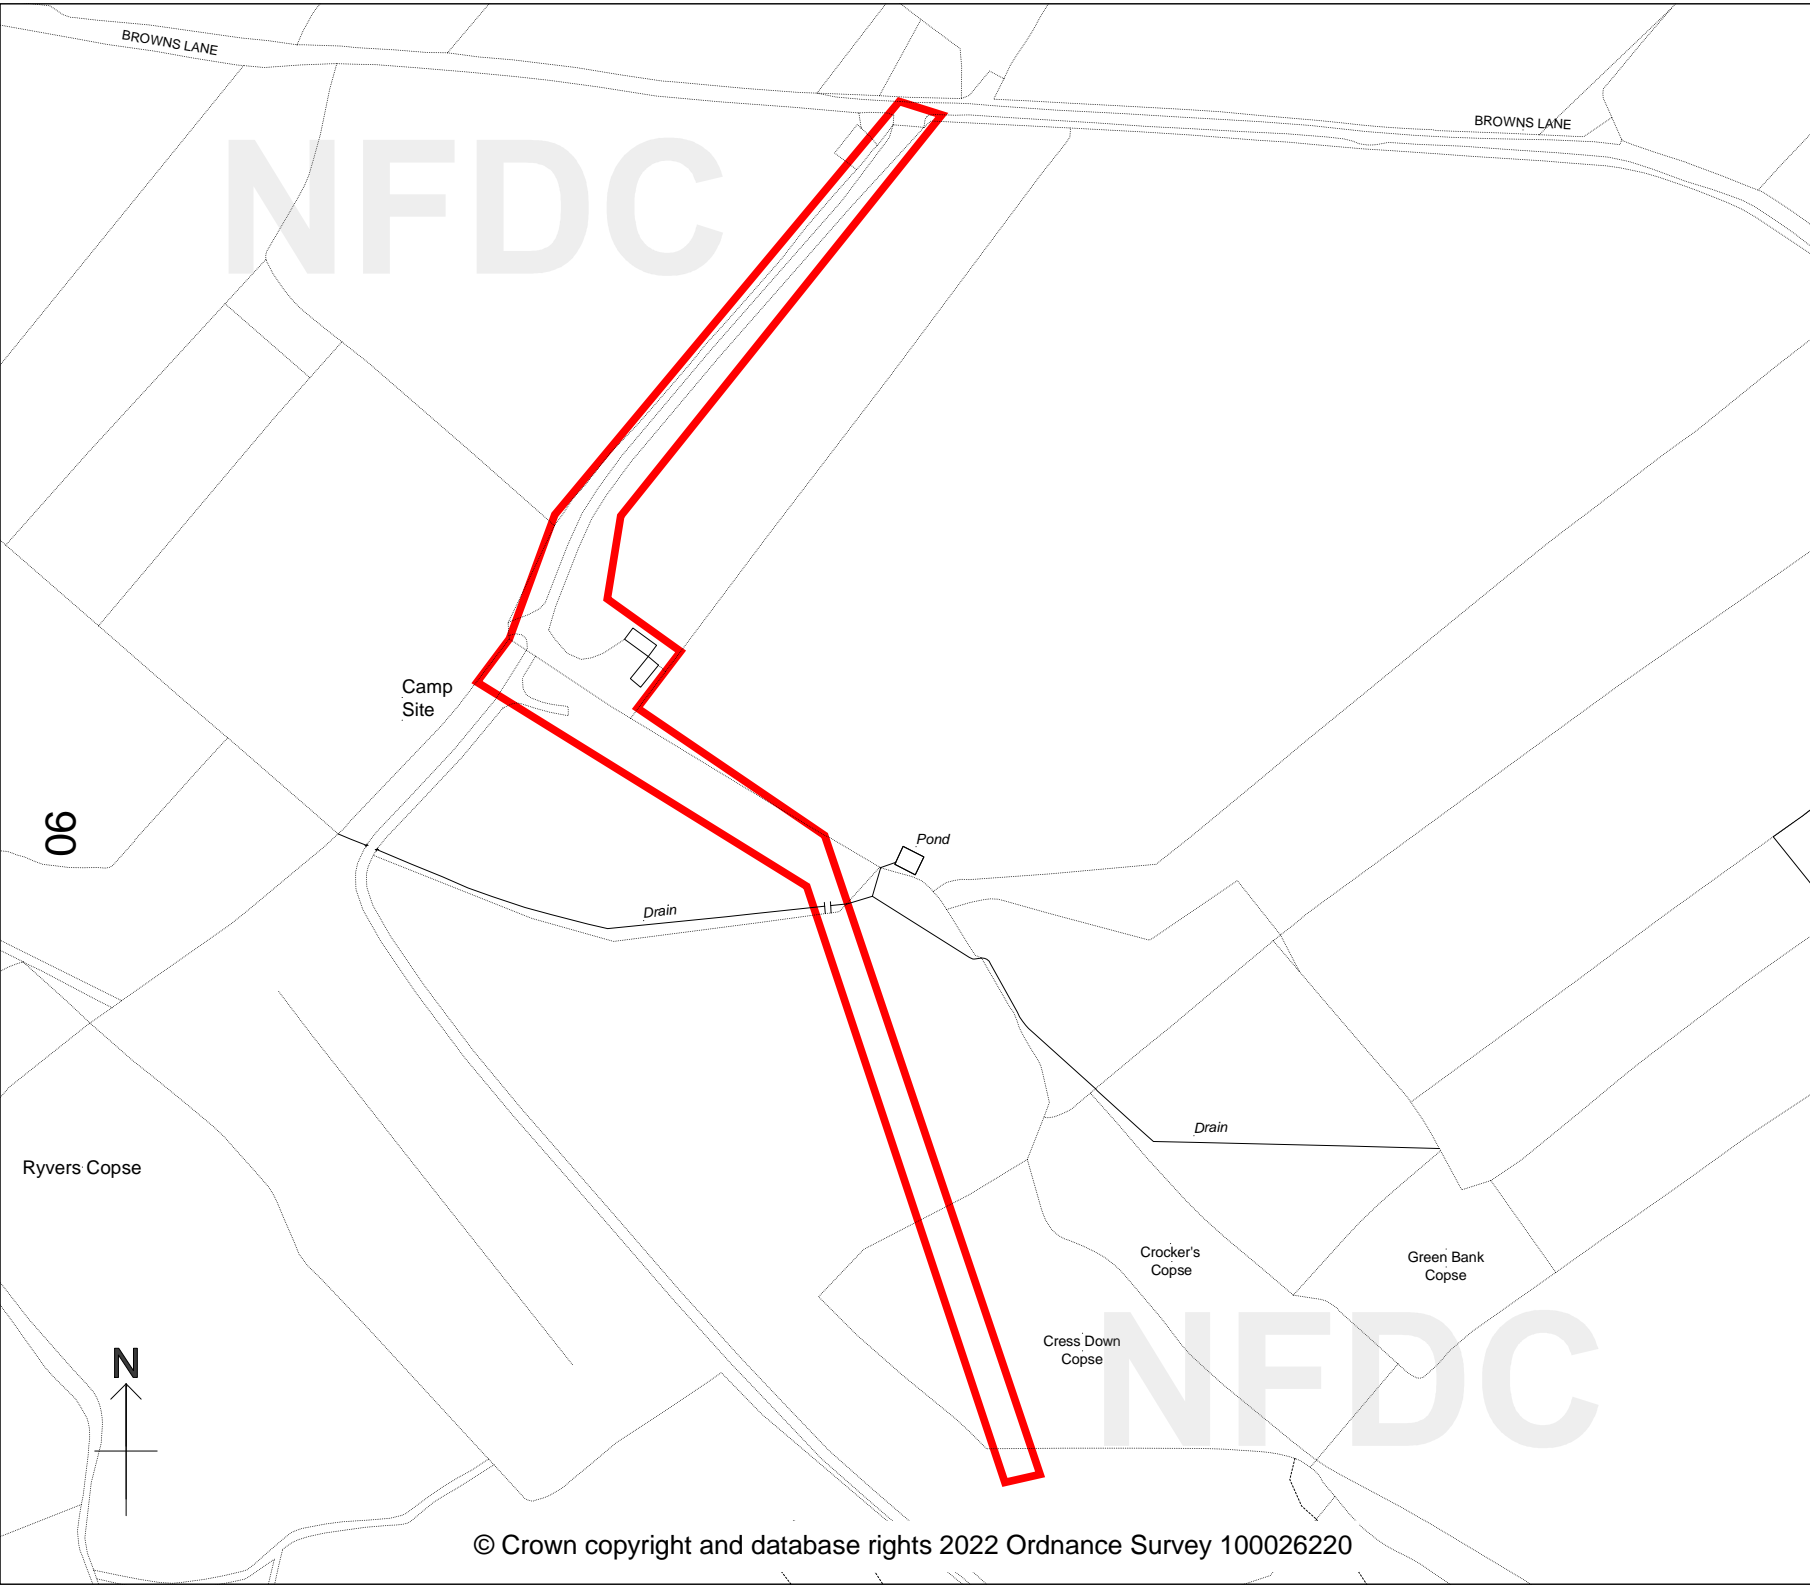 BROWNS LANE
BROWNS LANE
NFDC
Camp
Site
90
Pond
Drain
Drain
Ryvers Copse
Crocker's
Copse
Green Bank
Copse
Cress Down
Copse
NFDC
N
© Crown copyright and database rights 2022 Ordnance Survey 100026220